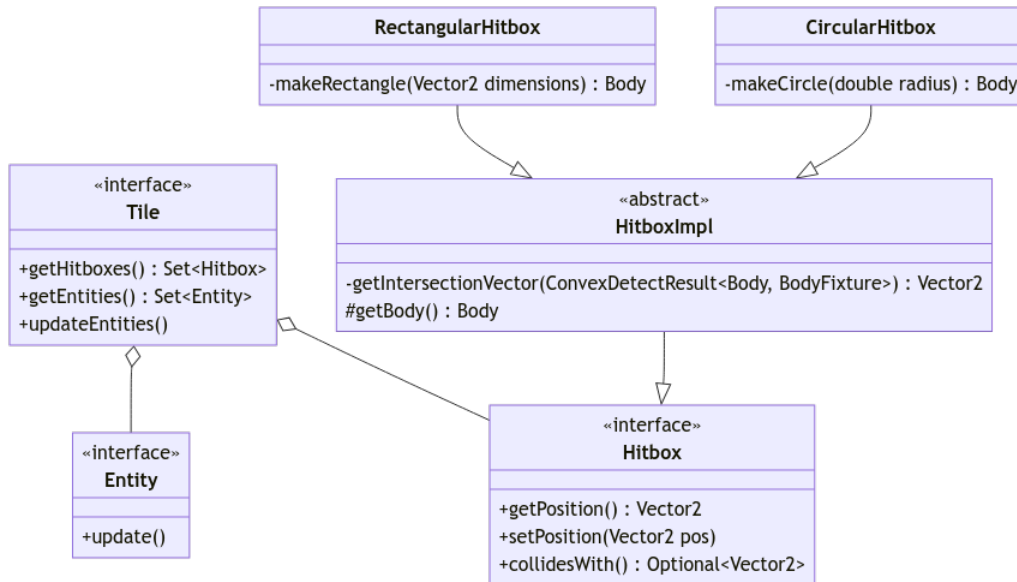 RectangularHitbox
-makeRectangle(Vector2 dimensions) : Body
CircularHitbox
-makeCircle(double radius) : Body
«interface»
Tile
+getHitboxes() : Set<Hitbox>
+getEntities() : Set<Entity>
+updateEntities()
«abstract»
HitboxImpl
-getIntersectionVector(ConvexDetectResult<Body, BodyFixture>) : Vector2
#getBody() : Body
«interface»
Entity
+update()
«interface»
Hitbox
+getPosition() : Vector2
+setPosition(Vector2 pos)
+collidesWith() : Optional<Vector2>